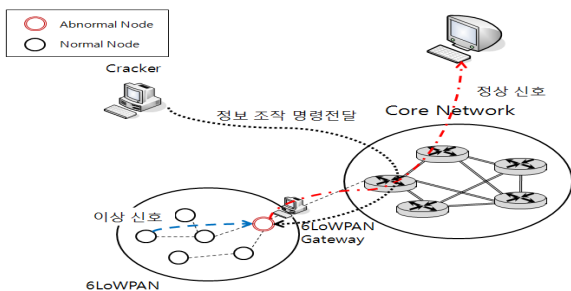 Abnormal Node
Normal Node
Cracker
정상 신호
정보 조작 명령전달
Core Network
이상 신호
6LoWPAN
Gateway
6LoWPAN